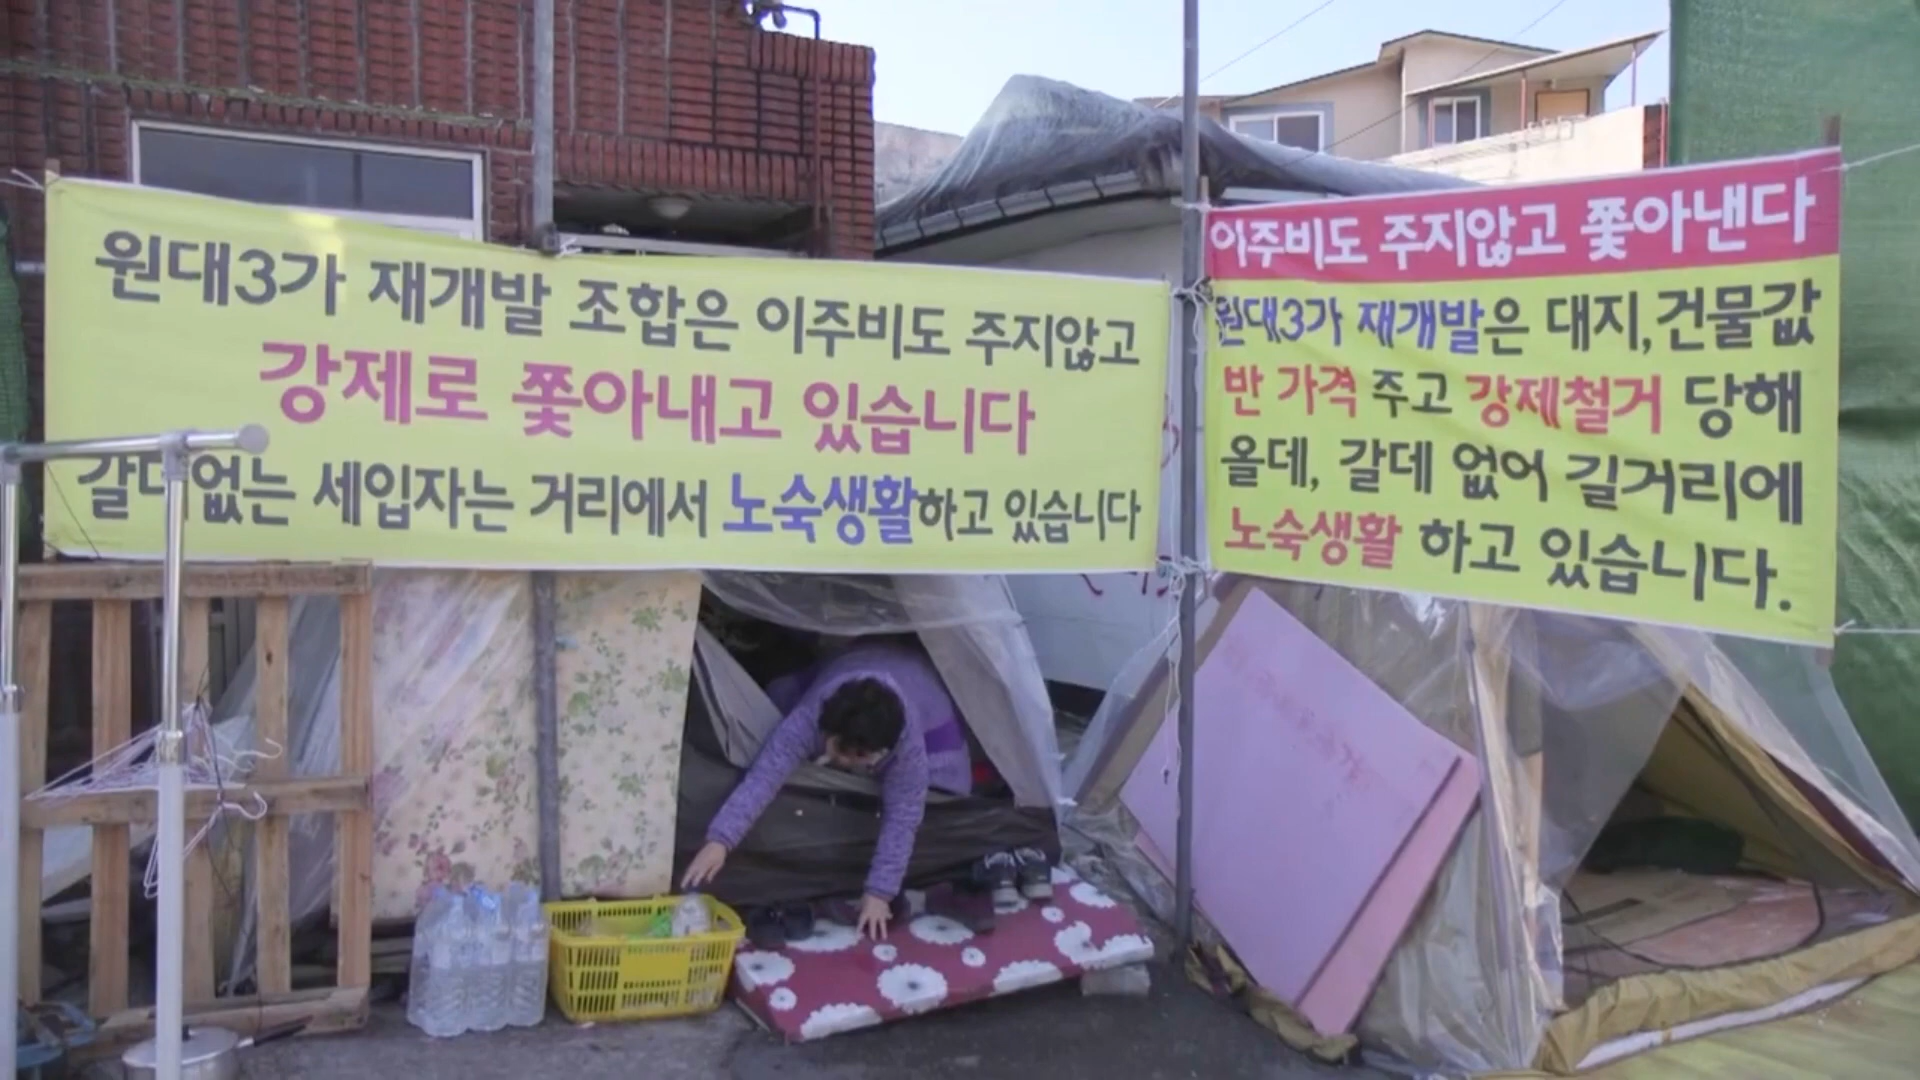 원대3가 재개발 조합은 이주비도 주지않고
강제로 쫓아내고 있습니다
갈데없는 세입자는 거리에서 노숙생활하고 있습니다
이주비도 주지않고 쫓아낸다
원대3가 재개발은 대지,건물값
반 가격 주고 강제철거 당해
올데, 갈데 없어 길거리에
노숙생활 하고 있습니다.